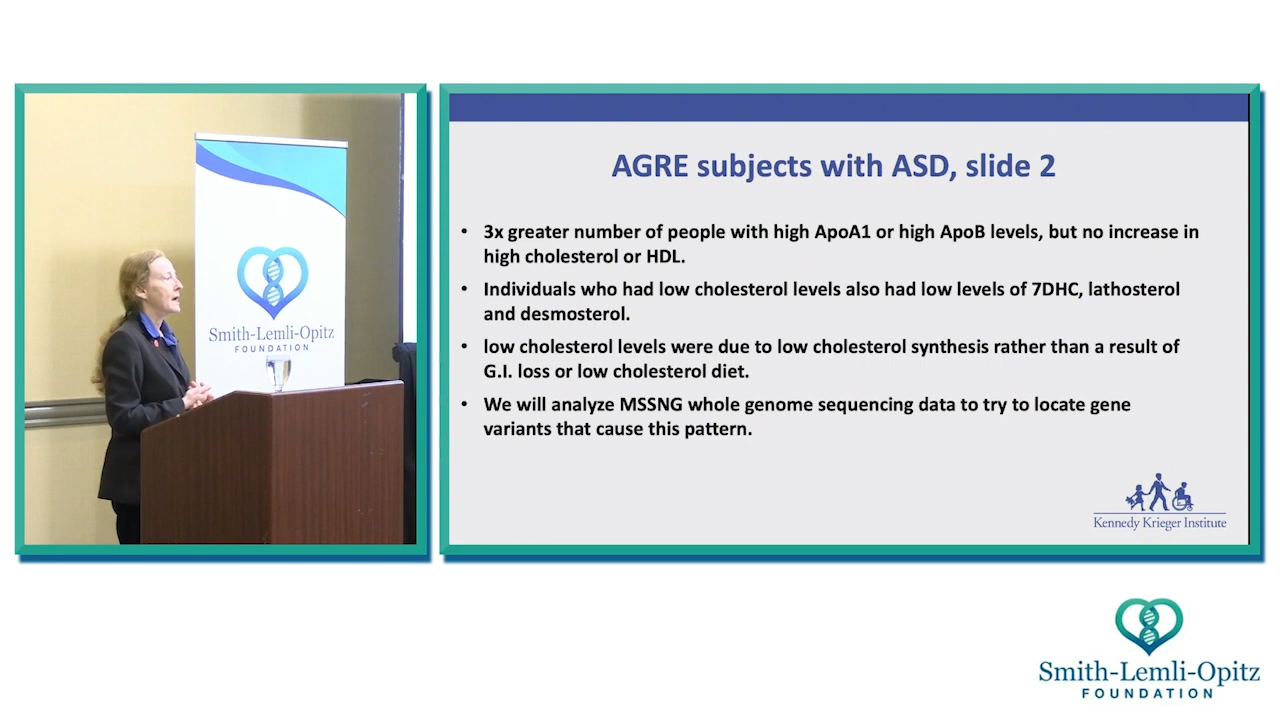 Smith-Lemli-Opitz
FOUNDATION
AGRE subjects with ASD, slide 2
• 3x greater number of people with high ApoA1 or high ApoB levels, but no increase in
high cholesterol or HDL.
• Individuals who had low cholesterol levels also had low levels of 7DHC, lathosterol
and desmosterol.
• low cholesterol levels were due to low cholesterol synthesis rather than a result of
G.I. loss or low cholesterol diet.
• We will analyze MSSNG whole genome sequencing data to try to locate gene
variants that cause this pattern.
Kennedy Krieger Institute
Smith-Lemli-Opitz
FOUNDATION